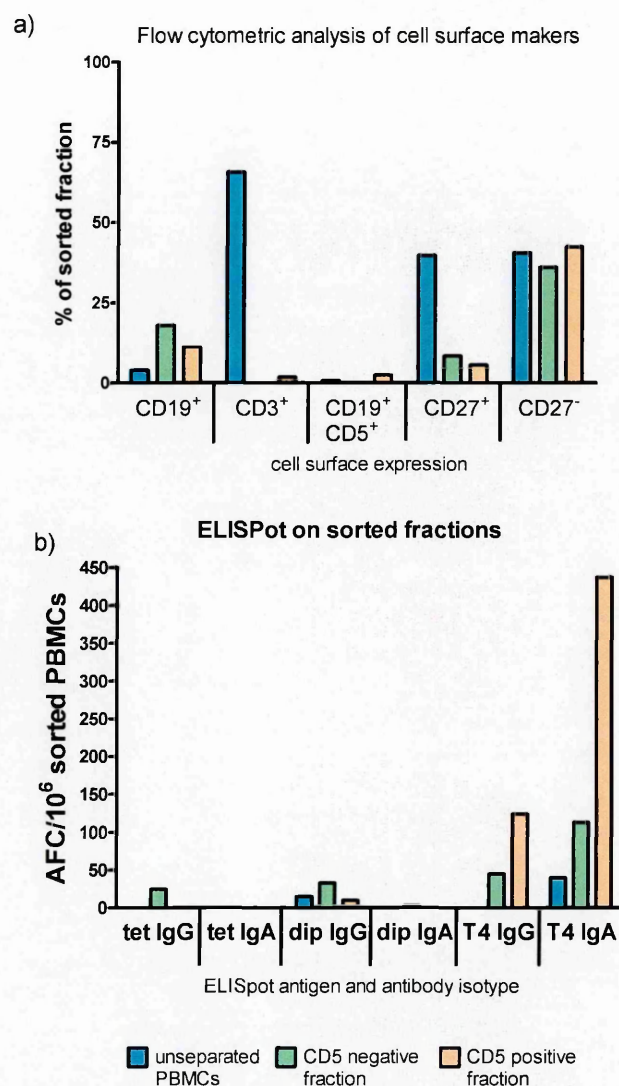 a)
Flow cytometric analysis of cell surface makers
% of sorted fraction
100
75
50
25
0
CD19⁺
CD3⁺
CD19⁺
CD5⁺
CD27⁺
CD27⁻
cell surface expression
b)
ELISPot on sorted fractions
AFC/10⁶ sorted PBMCs
450
400
350
300
250
200
150
100
50
0
tet IgG
tet IgA
dip IgG
dip IgA
T4 IgG
T4 IgA
ELISpot antigen and antibody isotype
unseparated
PBMCs
CD5 negative
fraction
CD5 positive
fraction